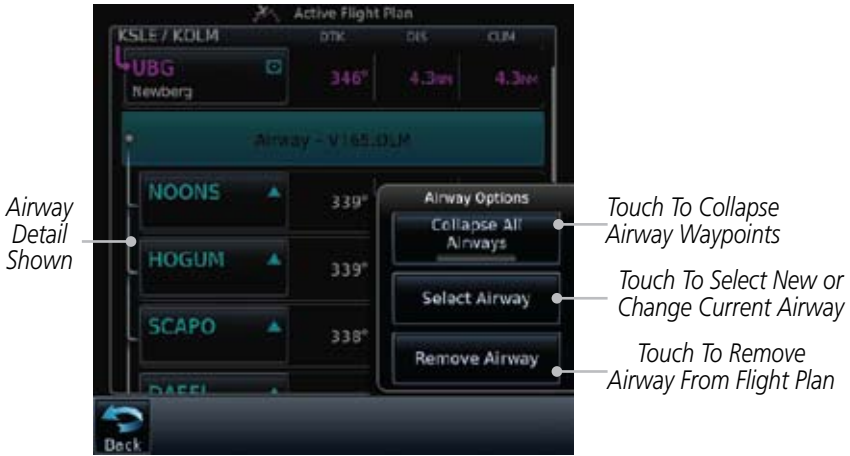 Active Flight Plan
KSLE / KOLM DTK DIS CUM
UBG 346° 4.3NM 4.3NM
Newberg
Airway - V165.OLM
NOONS 339°
HOGUM 339°
SCAPO 338°
Airway Options
Collapse All
Airways
Select Airway
Remove Airway
Back
Airway
Detail
Shown
Touch To Collapse
Airway Waypoints
Touch To Select New or
Change Current Airway
Touch To Remove
Airway From Flight Plan